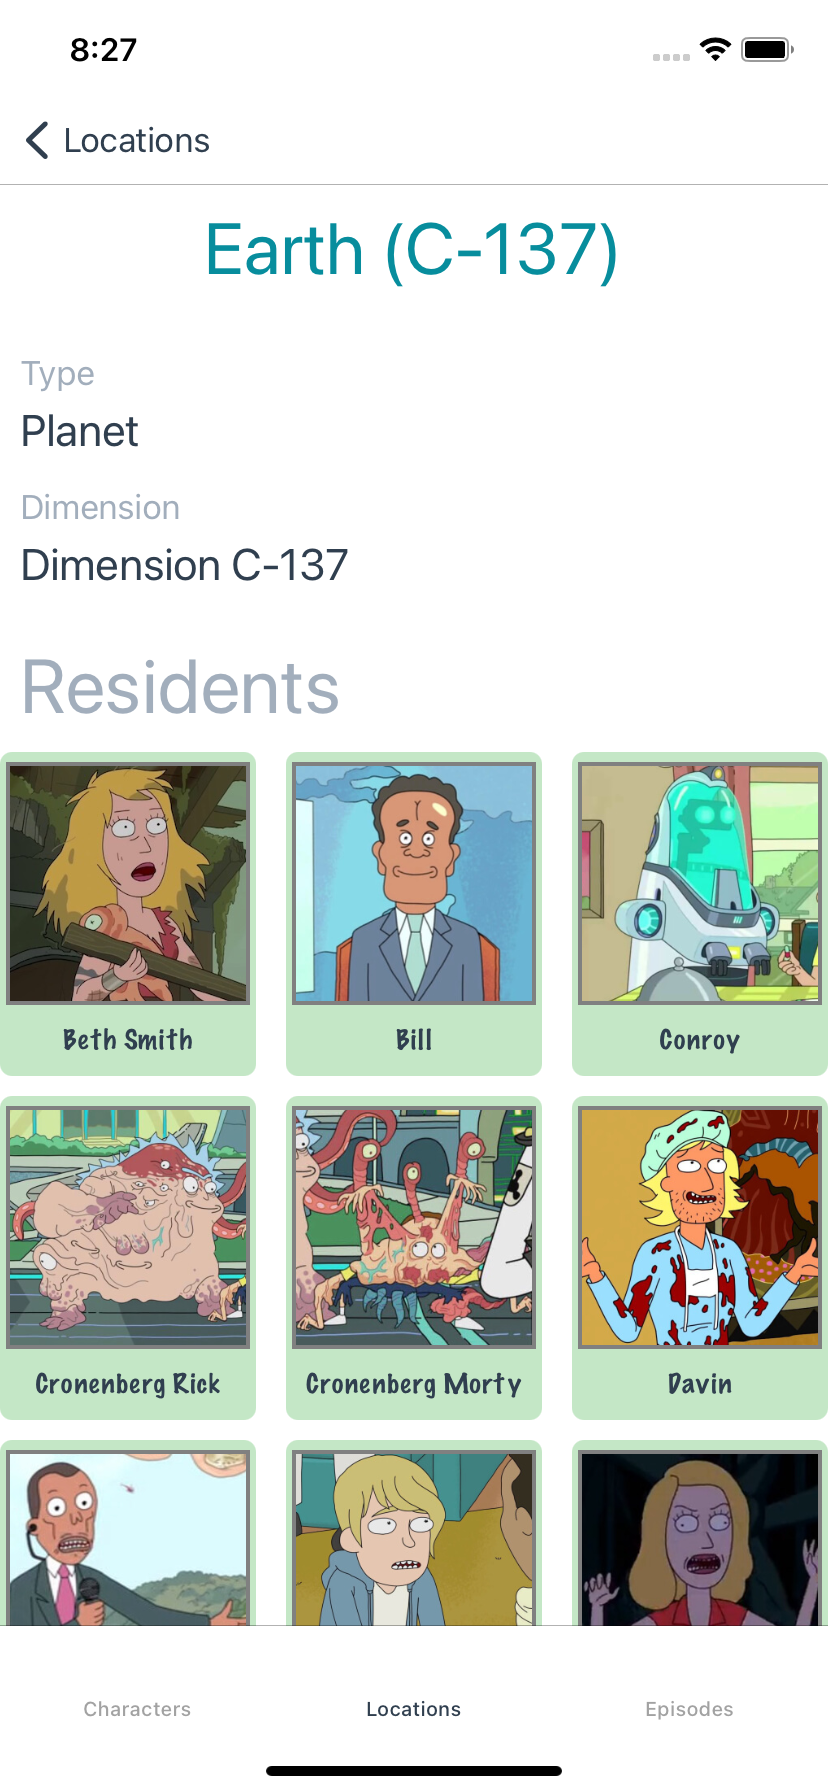 8:27
Locations
Earth (C-137)
Type
Planet
Dimension
Dimension C-137
Residents
Beth Smith
Bill
Conroy
Cronenberg Rick
Cronenberg Morty
Davin
Characters
Locations
Episodes